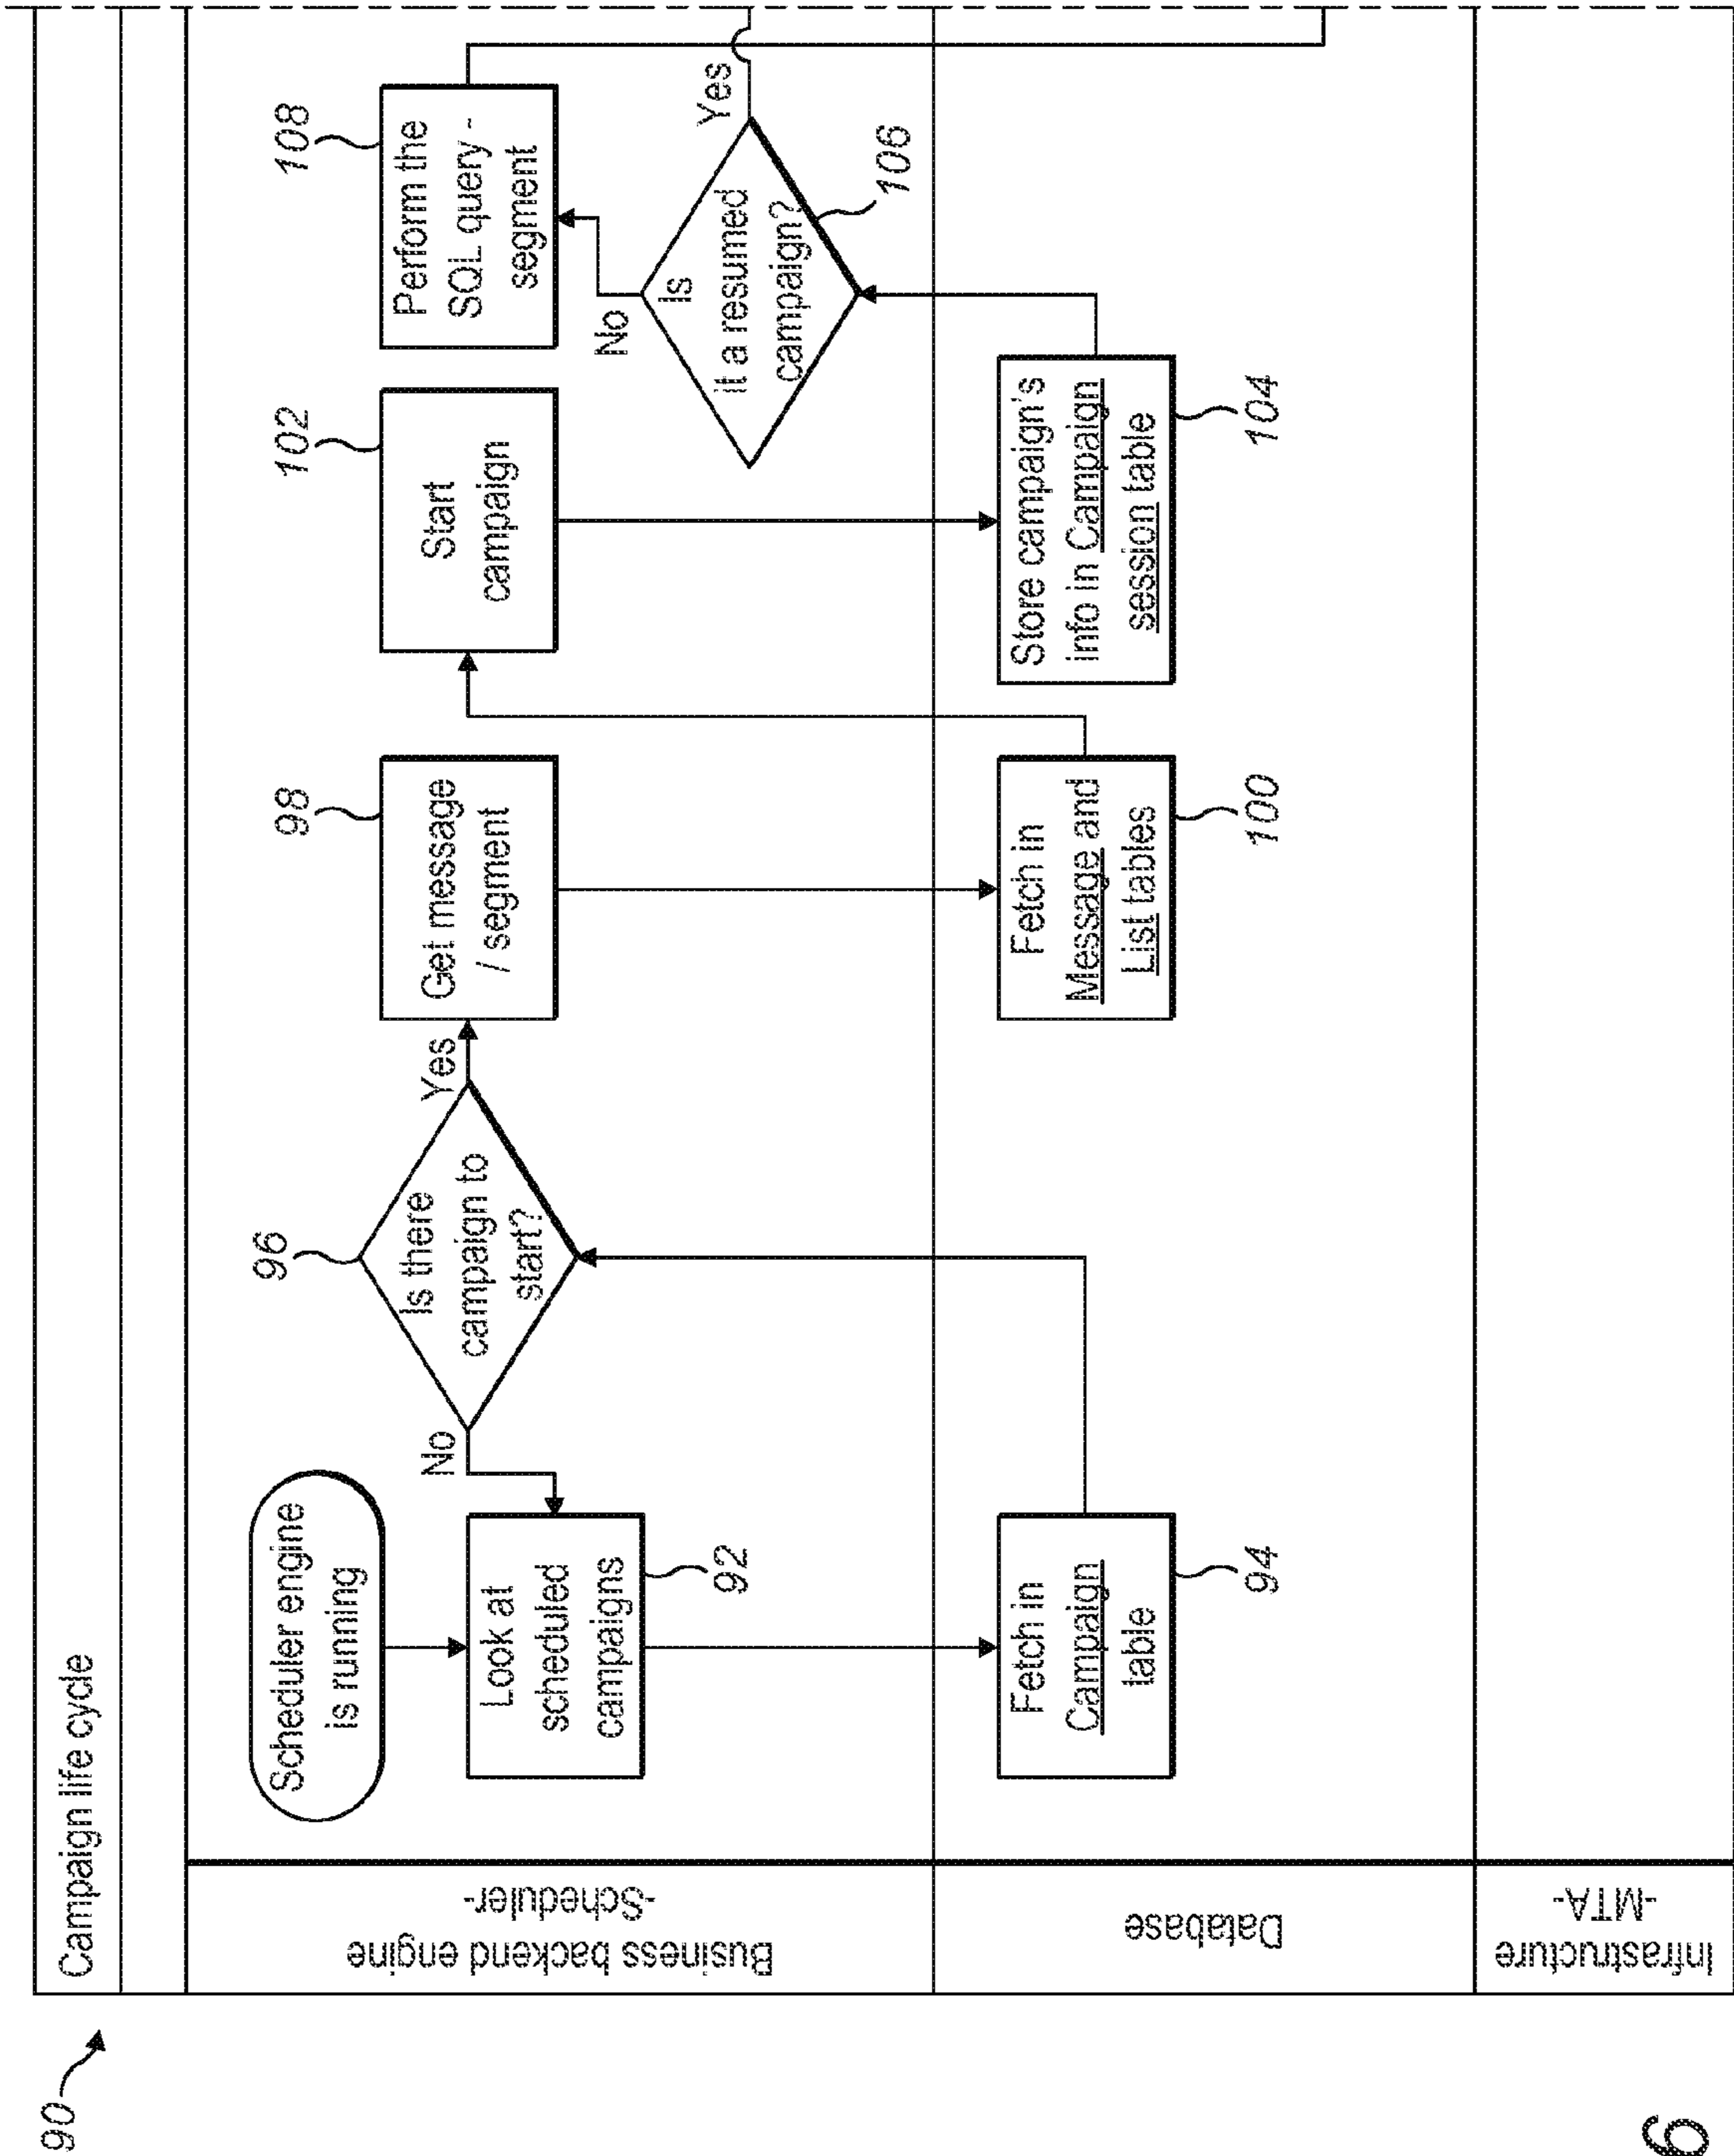 90
Campaign life cycle
Business backend engine
-Scheduler-
Scheduler engine
is running
Look at
scheduled
campaigns
92
No
96
Is there
campaign to
start?
Yes
98
Get message
/ segment
102
Start
campaign
108
Perform the
SQL query -
segment
No
Is
it a resumed
campaign?
106
Yes
Database
Fetch in
Campaign
table
94
Fetch in
Message and
List tables
100
Store campaign's
info in Campaign
session table
104
Infrastructure
-MTA-
6